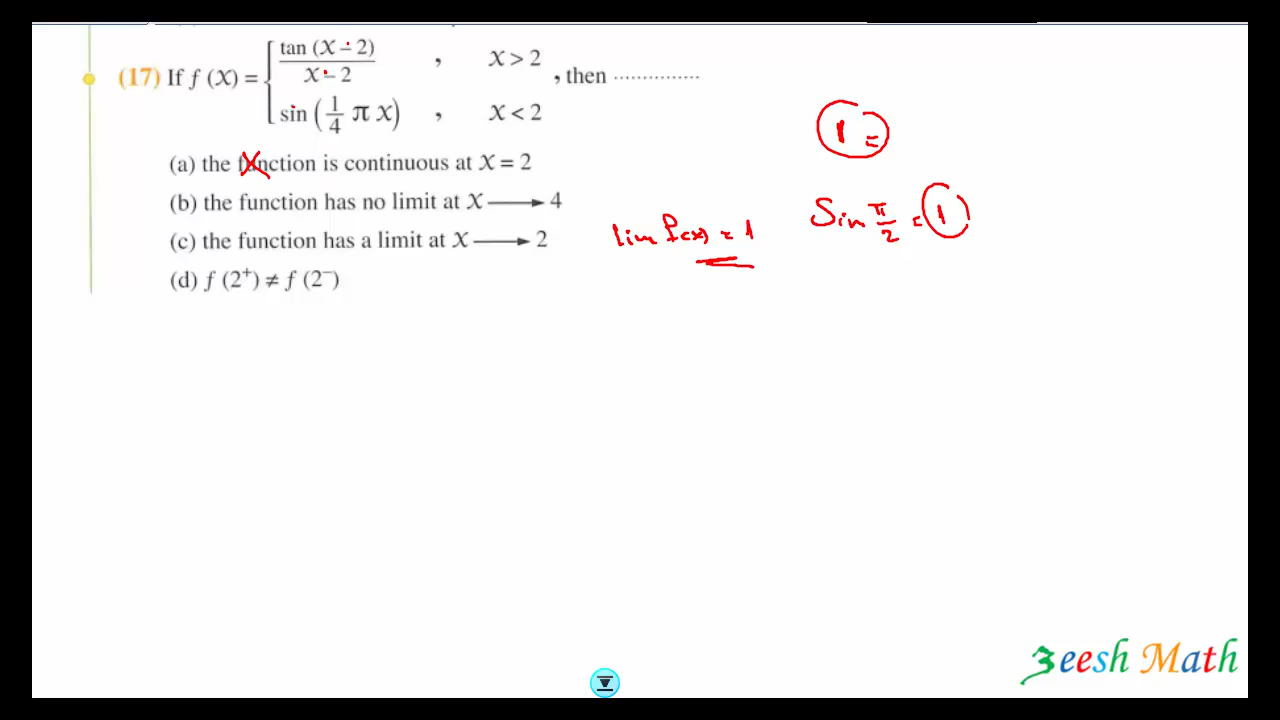 (17) If f (X) = { tan (X − 2) / X − 2 , X > 2
sin (1/4 π X) , X < 2 , then ...............
(a) the function is continuous at X = 2
(b) the function has no limit at X ⟶ 4
(c) the function has a limit at X ⟶ 2
(d) f (2⁺) ≠ f (2⁻)
1 =
Sin π/2 = 1
lim f(x) = 1
Zeesh Math